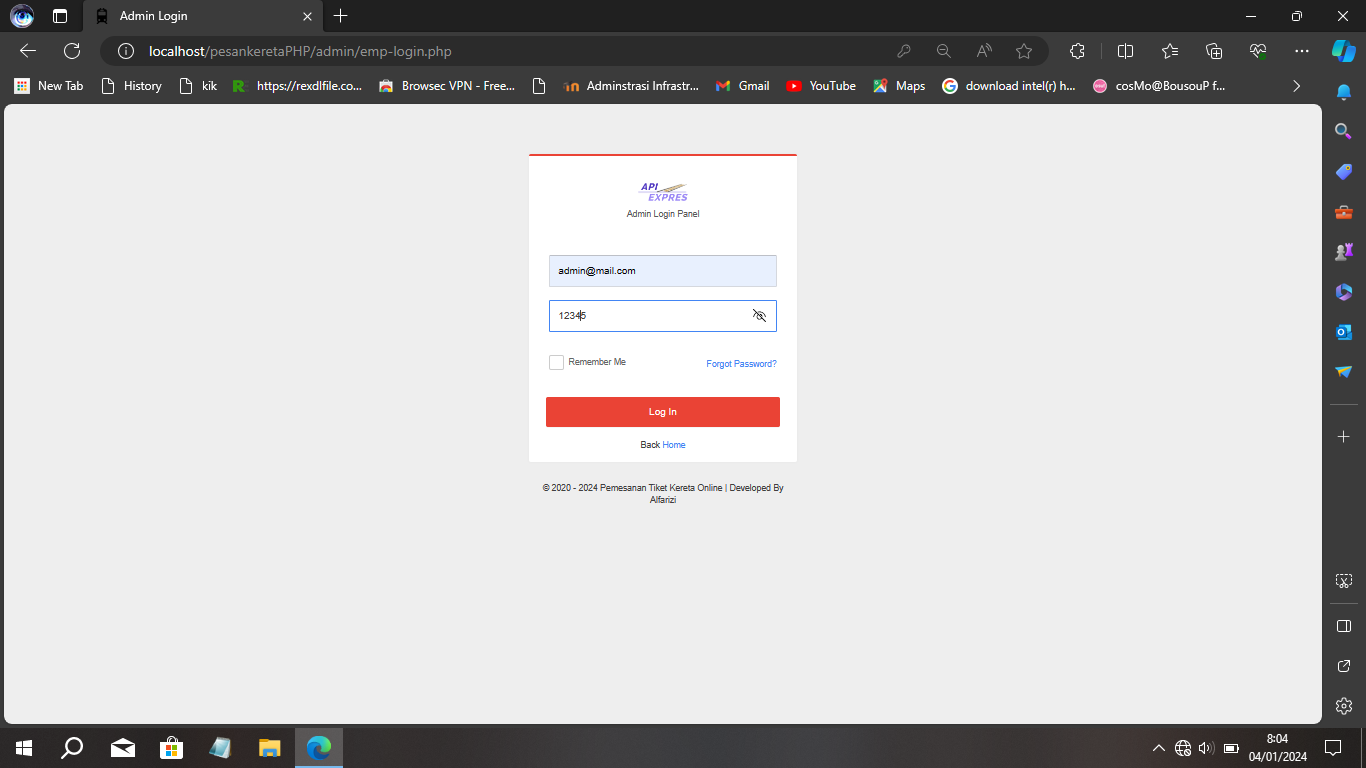 Admin Login
localhost/pesankeretaPHP/admin/emp-login.php
New Tab
History
kik
https://rexdlfile.co...
Browsec VPN - Free...
Adminstrasi Infrastr...
Gmail
YouTube
Maps
download intel(r) h...
cosMo@BousouP f...
API
EXPRES
Admin Login Panel
admin@mail.com
12345
Remember Me
Forgot Password?
Log In
Back Home
© 2020 - 2024 Pemesanan Tiket Kereta Online | Developed By
Alfarizi
8:04
04/01/2024